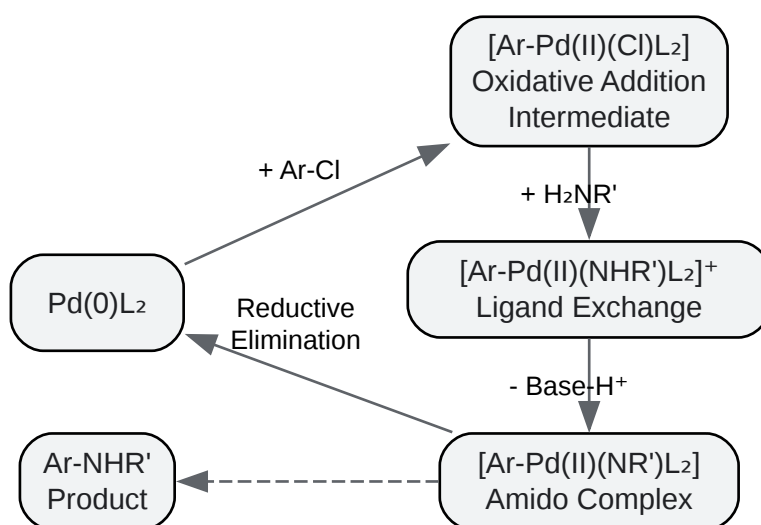 [Ar-Pd(II)(Cl)L₂]
Oxidative Addition
Intermediate
+ Ar-Cl
+ H₂NR'
[Ar-Pd(II)(NHR')L₂]⁺
Ligand Exchange
Pd(0)L₂
Reductive
Elimination
- Base-H⁺
Ar-NHR'
Product
[Ar-Pd(II)(NR')L₂]
Amido Complex